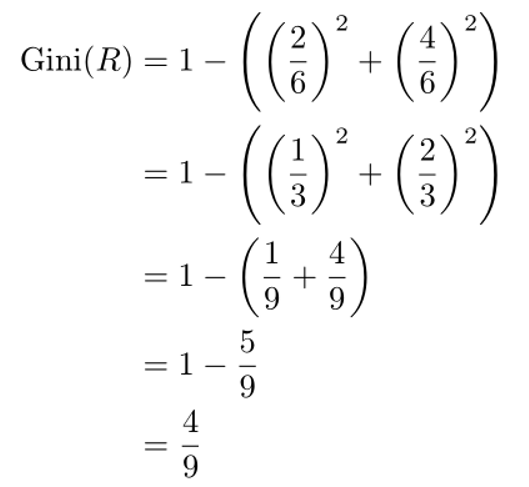 Gini(R) = 1 − ((2/6)² + (4/6)²)
= 1 − ((1/3)² + (2/3)²)
= 1 − (1/9 + 4/9)
= 1 − 5/9
= 4/9